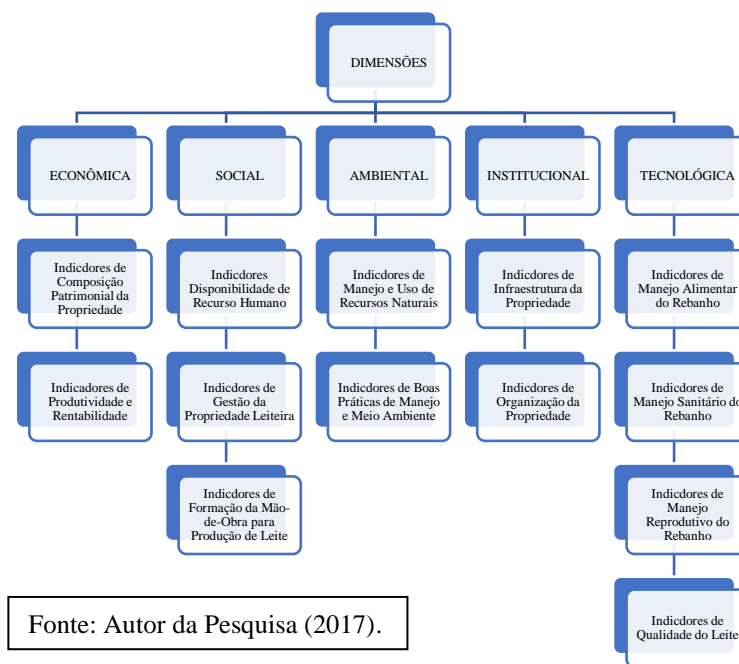 DIMENSÕES
ECONÔMICA
SOCIAL
AMBIENTAL
INSTITUCIONAL
TECNOLÓGICA
Indicdores de
Composição
Patrimonial da
Propriedade
Indicdores
Disponibilidade de
Recurso Humano
Indicdores de
Manejo e Uso de
Recursos Naturais
Indicdores de
Infraestrutura da
Propriedade
Indicdores de
Manejo Alimentar
do Rebanho
Indicadores de
Produtividade e
Rentabilidade
Indicdores de
Gestão da
Propriedade Leiteira
Indicdores de Boas
Práticas de Manejo
e Meio Ambiente
Indicdores de
Organização da
Propriedade
Indicdores de
Manejo Sanitário do
Rebanho
Indicdores de
Formação da Mão-
de-Obra para
Produção de Leite
Indicdores de
Manejo
Reprodutivo do
Rebanho
Indicdores de
Qualidade do Leite
Fonte: Autor da Pesquisa (2017).